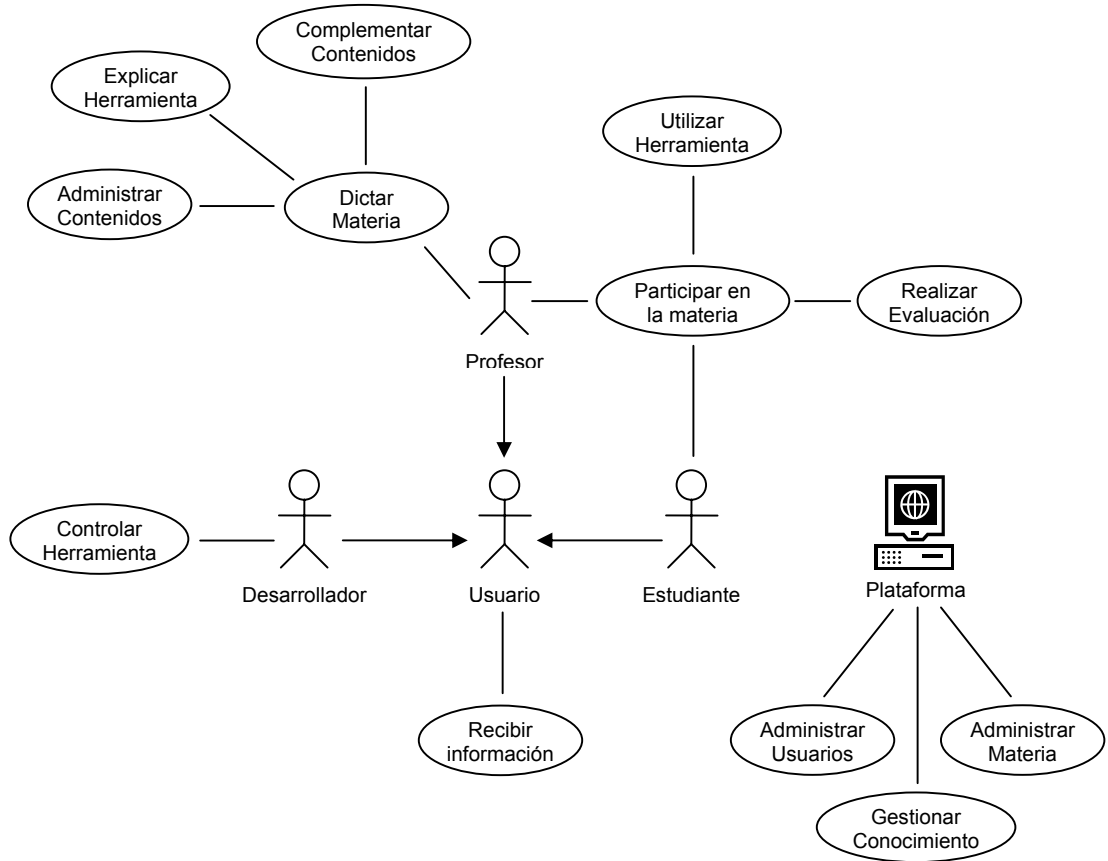 Complementar
Contenidos
Explicar
Herramienta
Utilizar
Herramienta
Administrar
Contenidos
Dictar
Materia
Participar en
la materia
Realizar
Evaluación
Profesor
Controlar
Herramienta
Desarrollador
Usuario
Estudiante
Plataforma
Recibir
información
Administrar
Usuarios
Administrar
Materia
Gestionar
Conocimiento